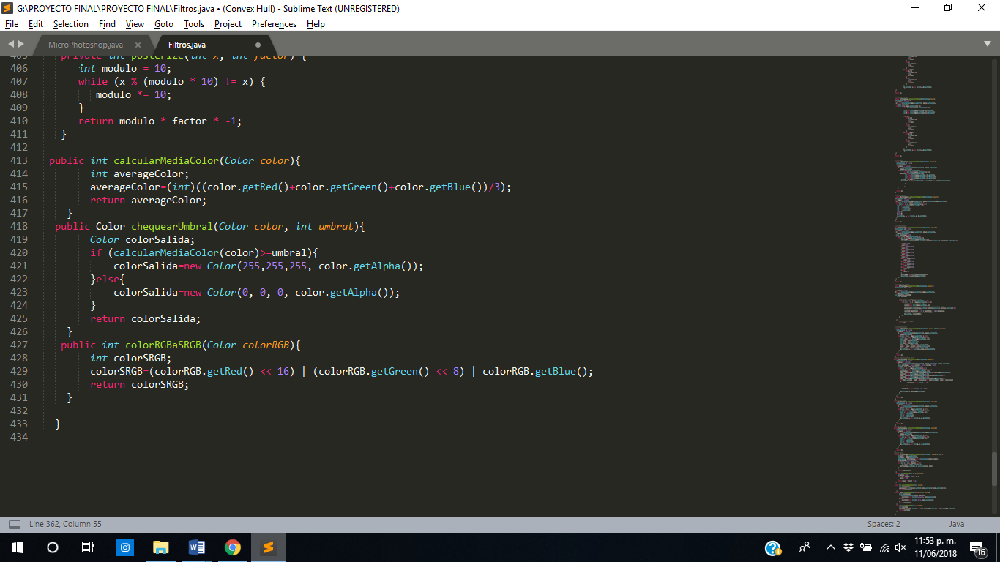 G:\PROYECTO FINAL\PROYECTO FINAL\Filtros.java • (Convex Hull) - Sublime Text (UNREGISTERED)
File Edit Selection Find View Goto Tools Project Preferences Help
MicroPhotoshop.java × Filtros.java
405 private int posterize(int x, int factor) {
406 int modulo = 10;
407 while (x % (modulo * 10) != x) {
408 modulo *= 10;
409 }
410 return modulo * factor * -1;
411 }
412
413 public int calcularMediaColor(Color color){
414 int averageColor;
415 averageColor=(int)((color.getRed()+color.getGreen()+color.getBlue())/3);
416 return averageColor;
417 }
418 public Color chequearUmbral(Color color, int umbral){
419 Color colorSalida;
420 if (calcularMediaColor(color)>=umbral){
421 colorSalida=new Color(255,255,255, color.getAlpha());
422 }else{
423 colorSalida=new Color(0, 0, 0, color.getAlpha());
424 }
425 return colorSalida;
426 }
427 public int colorRGBaSRGB(Color colorRGB){
428 int colorSRGB;
429 colorSRGB=(colorRGB.getRed() << 16) | (colorRGB.getGreen() << 8) | colorRGB.getBlue();
430 return colorSRGB;
431 }
432
433 }
434
Line 362, Column 55 Spaces: 2 Java
11:53 p. m.
11/06/2018
16